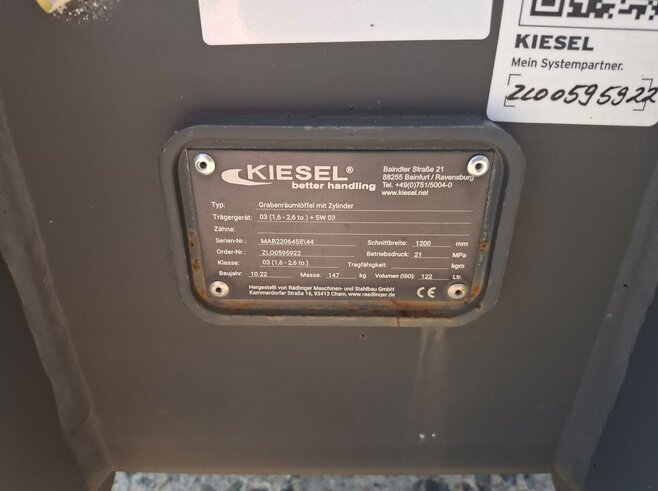 KIESEL
Mein Systempartner.
ZL00595922
KIESEL®
better handling
Baindter Straße 21
88255 Bainfurt / Ravensburg
Tel. +49(0)751/5004-0
www.kiesel.net
Typ: Grabenräumlöffel mit Zylinder
Trägergerät: 03 (1,6 - 2,6 to.) + SW 03
Zähne:
Serien-Nr.: MAB2206458\44 Schnittbreite: 1200 mm
Order-Nr.: ZLO0595922 Betriebsdruck: 21 MPa
Klasse: 03 (1,6 - 2,6 to.) Tragfähigkeit: kgm
Baujahr: 10.22 Masse: 147 kg Volumen (ISO): 122 Ltr.
Hergestellt von Rädlinger Maschinen- und Stahlbau GmbH
Kammerdorfer Straße 16, 93413 Cham, www.raedlinger.de
CE